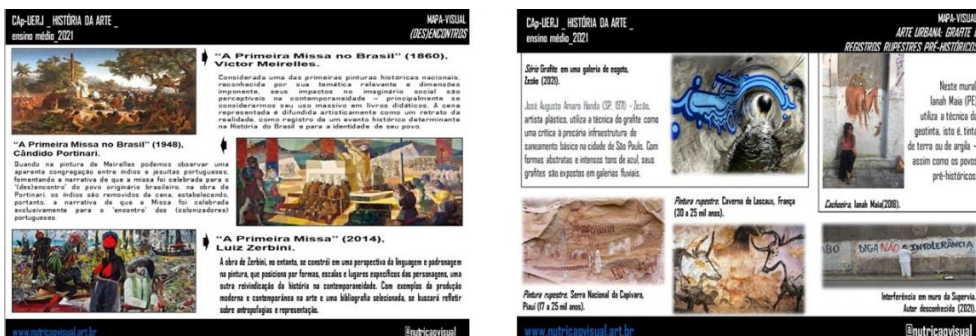 CAp-UERJ _ HISTÓRIA DA ARTE _
ensino médio_2021
MAPA-VISUAL
(DES)ENCONTROS
"A Primeira Missa no Brasil" (1860),
Victor Meirelles.
Considerada uma das primeiras pinturas históricas nacionais,
reconhecida por sua temática relevante e dimensões
imponente, seus impactos no imaginário social são
perceptíveis na contemporaneidade – principalmente se
considerarmos seu uso massivo em livros didáticos. A cena
representada é difundida artisticamente como um retrato da
realidade, como registro de um evento histórico determinante
na História do Brasil e para a identidade de seu povo.
"A Primeira Missa no Brasil" (1948),
Cândido Portinari.
Quando na pintura de Meirelles podemos observar uma
aparente congregação entre índios e jesuítas portugueses,
fomentando a narrativa de que a missa foi celebrada para o
'(des)encontro' do povo originário brasileiro, na obra de
Portinari, os índios são removidos da cena, estabelecendo,
portanto, a narrativa de que a Missa foi celebrada
exclusivamente para o 'encontro' dos (colonizadores)
portugueses.
"A Primeira Missa" (2014),
Luiz Zerbini.
A obra de Zerbini, no entanto, se constrói em uma perspectiva da linguagem e padronagem
na pintura, que posiciona por formas, escalas e lugares específicos das personagens, uma
outra reivindicação da história na contemporaneidade. Com exemplos da produção
moderna e contemporânea na arte e uma bibliografia selecionada, se buscará refletir
sobre antropofagias e representação.
www.nutricaovisual.art.br
@nutricaovisual
CAp-UERJ _ HISTÓRIA DA ARTE _
ensino médio_2021
MAPA-VISUAL
ARTE URBANA: GRAFITE E
REGISTROS RUPESTRES PRÉ-HISTÓRICOS
Série Grafite em uma galeria de esgoto,
Zezão (2021).
José Augusto Amaro Handa (SP, 1971) - Zezão,
artista plástico, utiliza a técnica do grafite como
uma crítica à precária infraestrutura de
saneamento básico na cidade de São Paulo. Com
formas abstratas e intensos tons de azul, seus
grafites são expostos em galerias fluviais.
Neste mural
Ianah Maia (PE)
utiliza a técnica da
geotinta, isto é, tinta
de terra ou de argila -
assim como os povos
pré-históricos
Cachoeira, Ianah Maia(2018).
Pintura rupestre. Caverna de Lascaux, França
(30 a 25 mil anos).
Pintura rupestre. Serra Nacional da Capivara,
Piauí (17 a 25 mil anos).
NÃO INTOLERÂNCIA
Interferência em muro da Supervia.
Autor desconhecido (2021).
www.nutricaovisual.art.br
@nutricaovisual